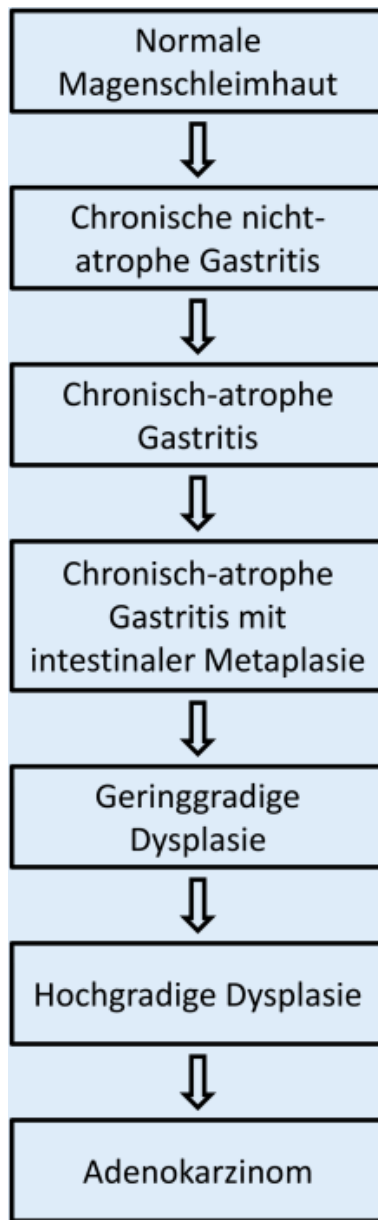 Normale
Magenschleimhaut
Chronische nicht-
atrophe Gastritis
Chronisch-atrophe
Gastritis
Chronisch-atrophe
Gastritis mit
intestinaler Metaplasie
Geringgradige
Dysplasie
Hochgradige Dysplasie
Adenokarzinom